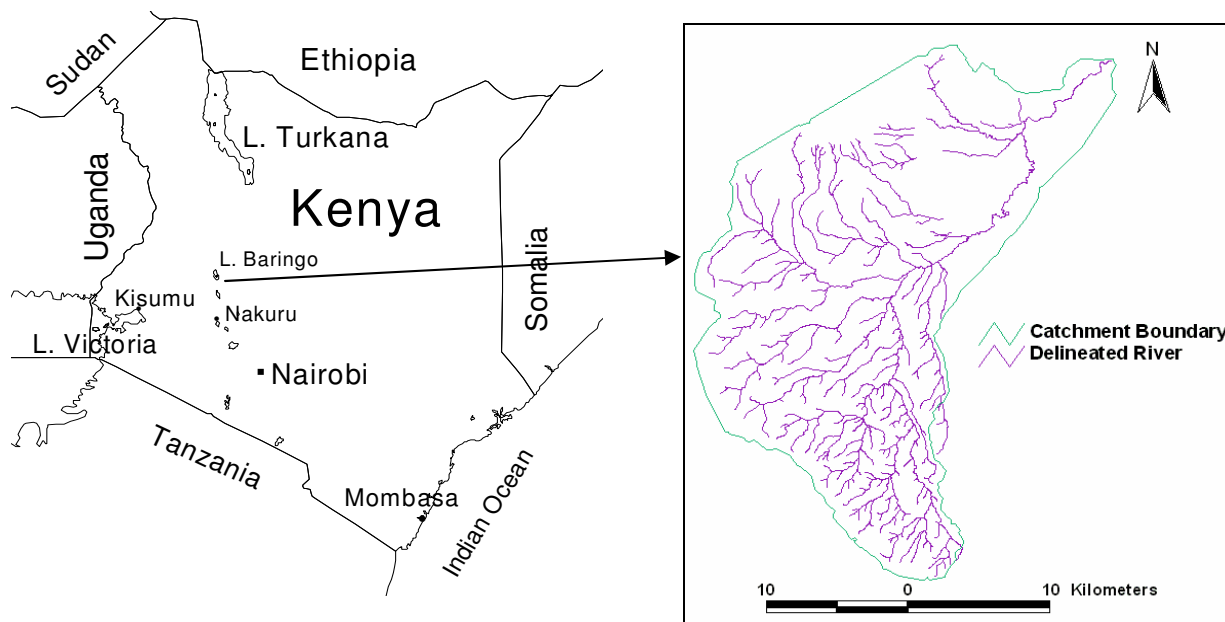 Sudan
Ethiopia
L. Turkana
Uganda
Kenya
Somalia
L. Baringo
Kisumu
Nakuru
L. Victoria
Nairobi
Tanzania
Mombasa
Indian Ocean
N
Catchment Boundary
Delineated River
10 0 10 Kilometers